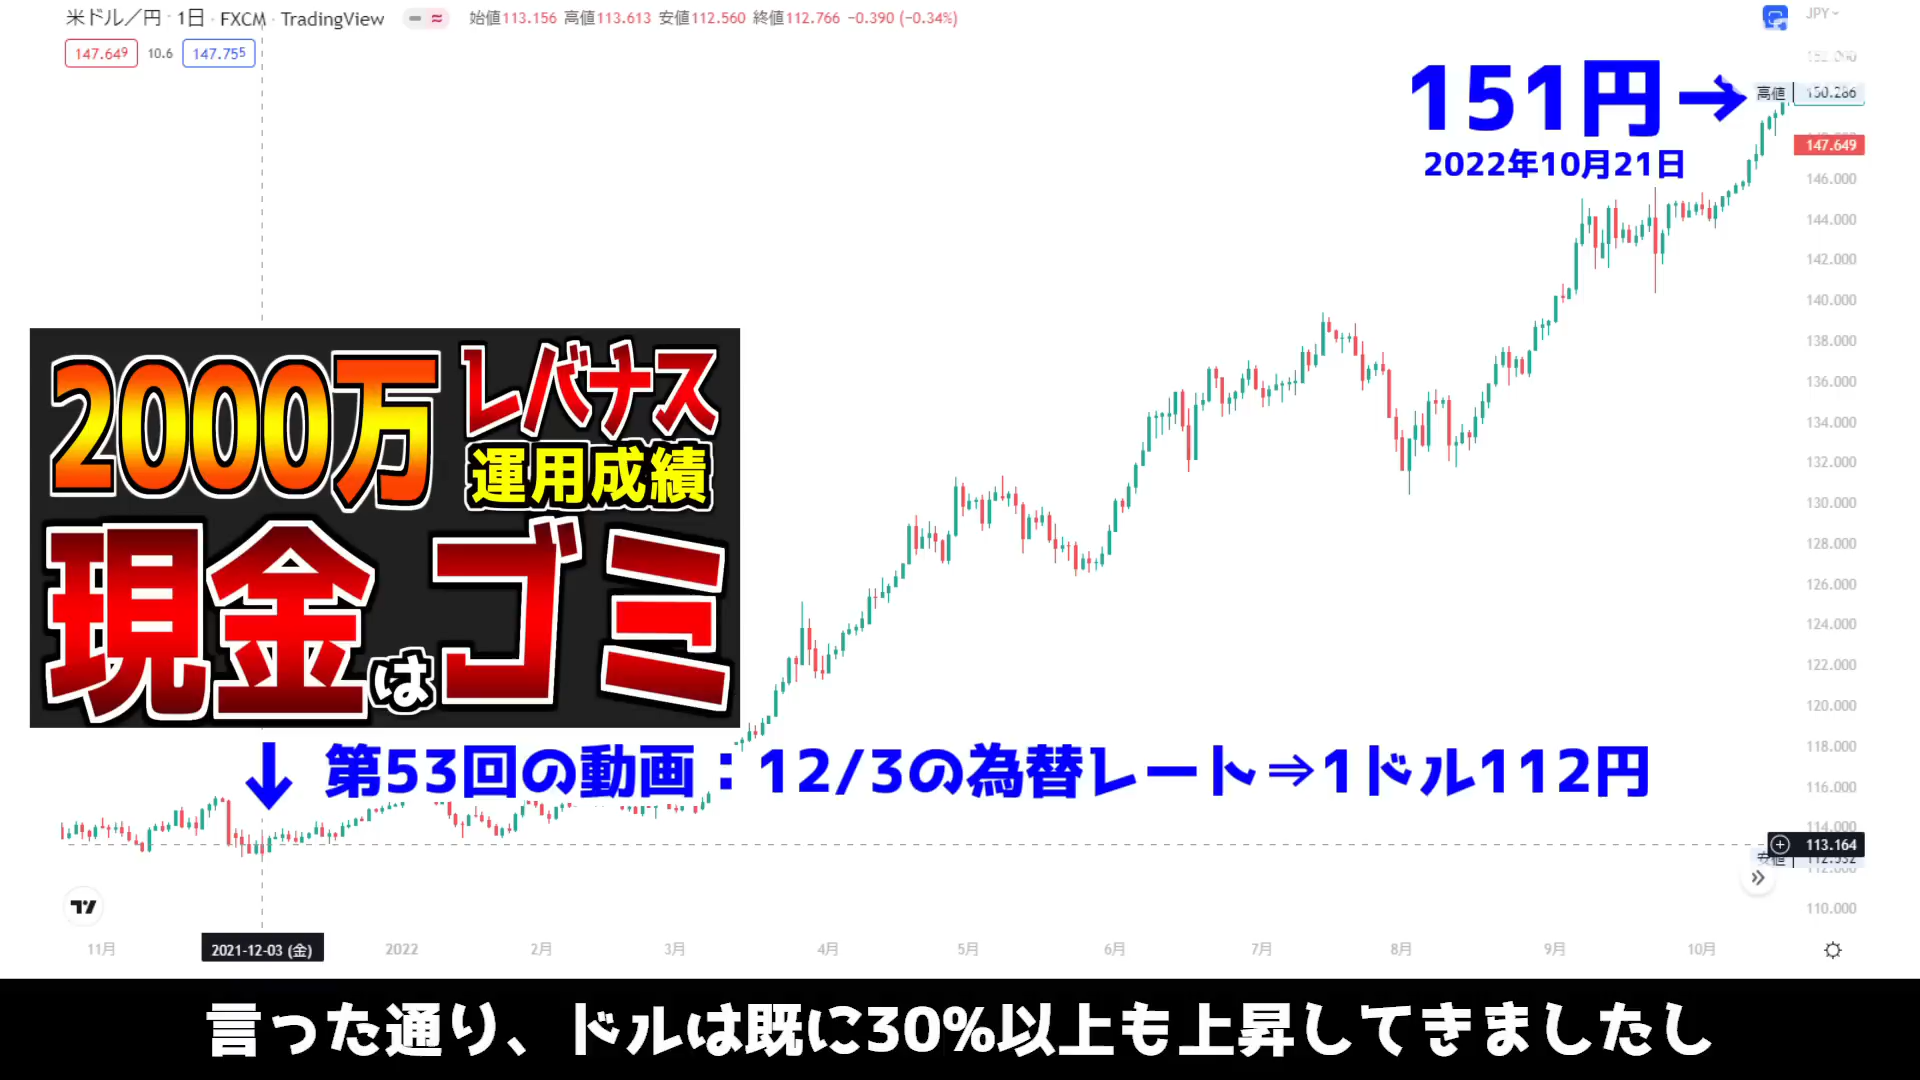 米ドル／円 · 1日 · FXCM · TradingView
始値113.156 高値113.613 安値112.560 終値112.766 −0.390 (−0.34%)
JPY
147.649 10.6 147.755
151円→
2022年10月21日
高値 150.286
147.649
146.000
144.000
142.000
140.000
138.000
136.000
134.000
132.000
130.000
128.000
126.000
124.000
122.000
120.000
118.000
116.000
114.000
113.164
安値
112.000
110.000
2000万 レバナス
運用成績
現金はゴミ
↓ 第53回の動画：12/3の為替レート⇒1ドル112円
11月 2021-12-03 (金) 2022 2月 3月 4月 5月 6月 7月 8月 9月 10月
言った通り、ドルは既に30%以上も上昇してきましたし